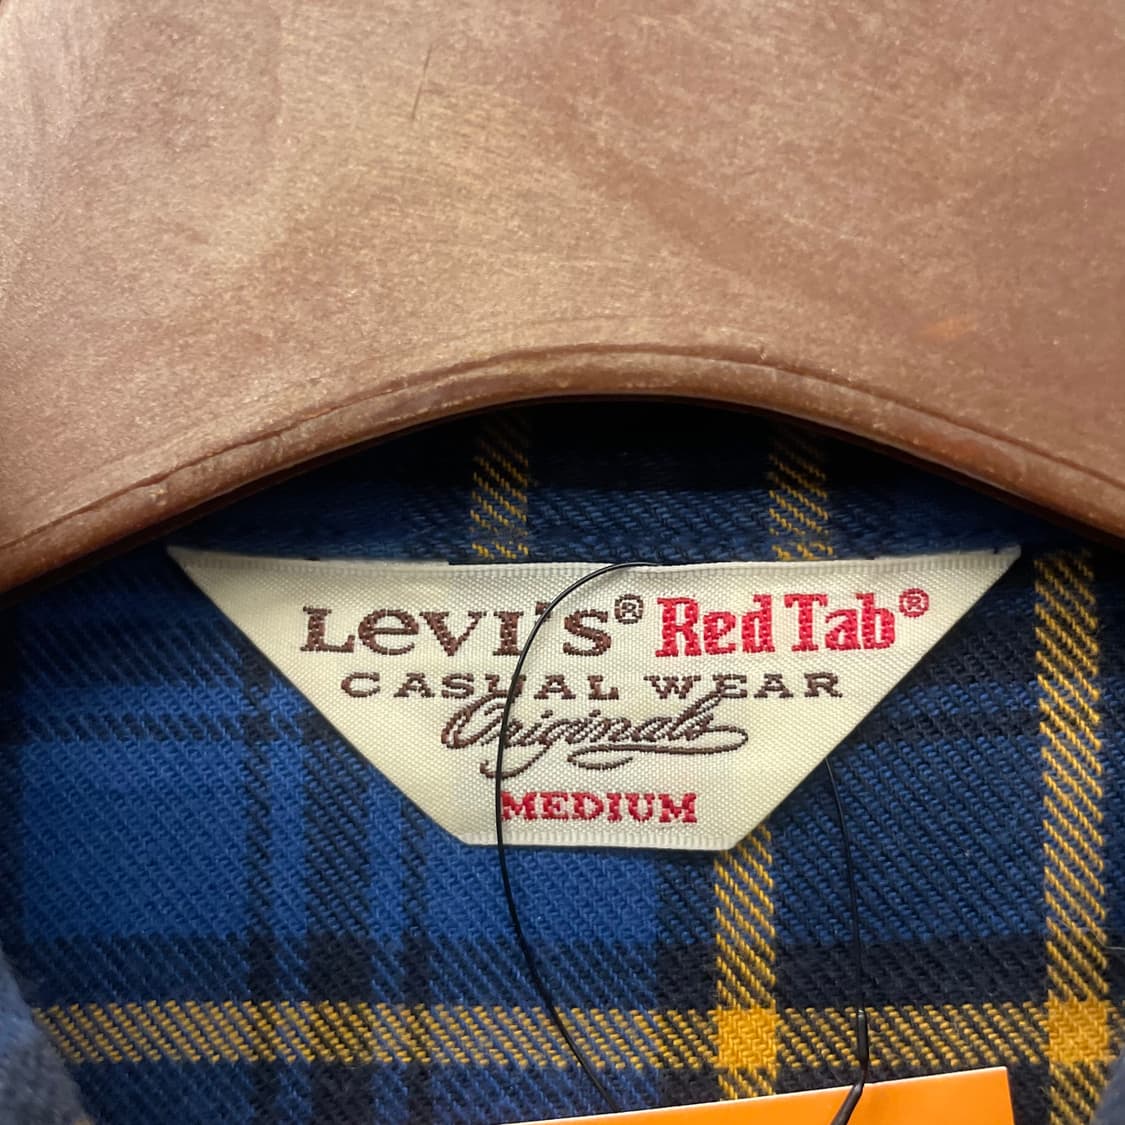 Levi's® Red Tab®
CASUAL WEAR
Originals
MEDIUM